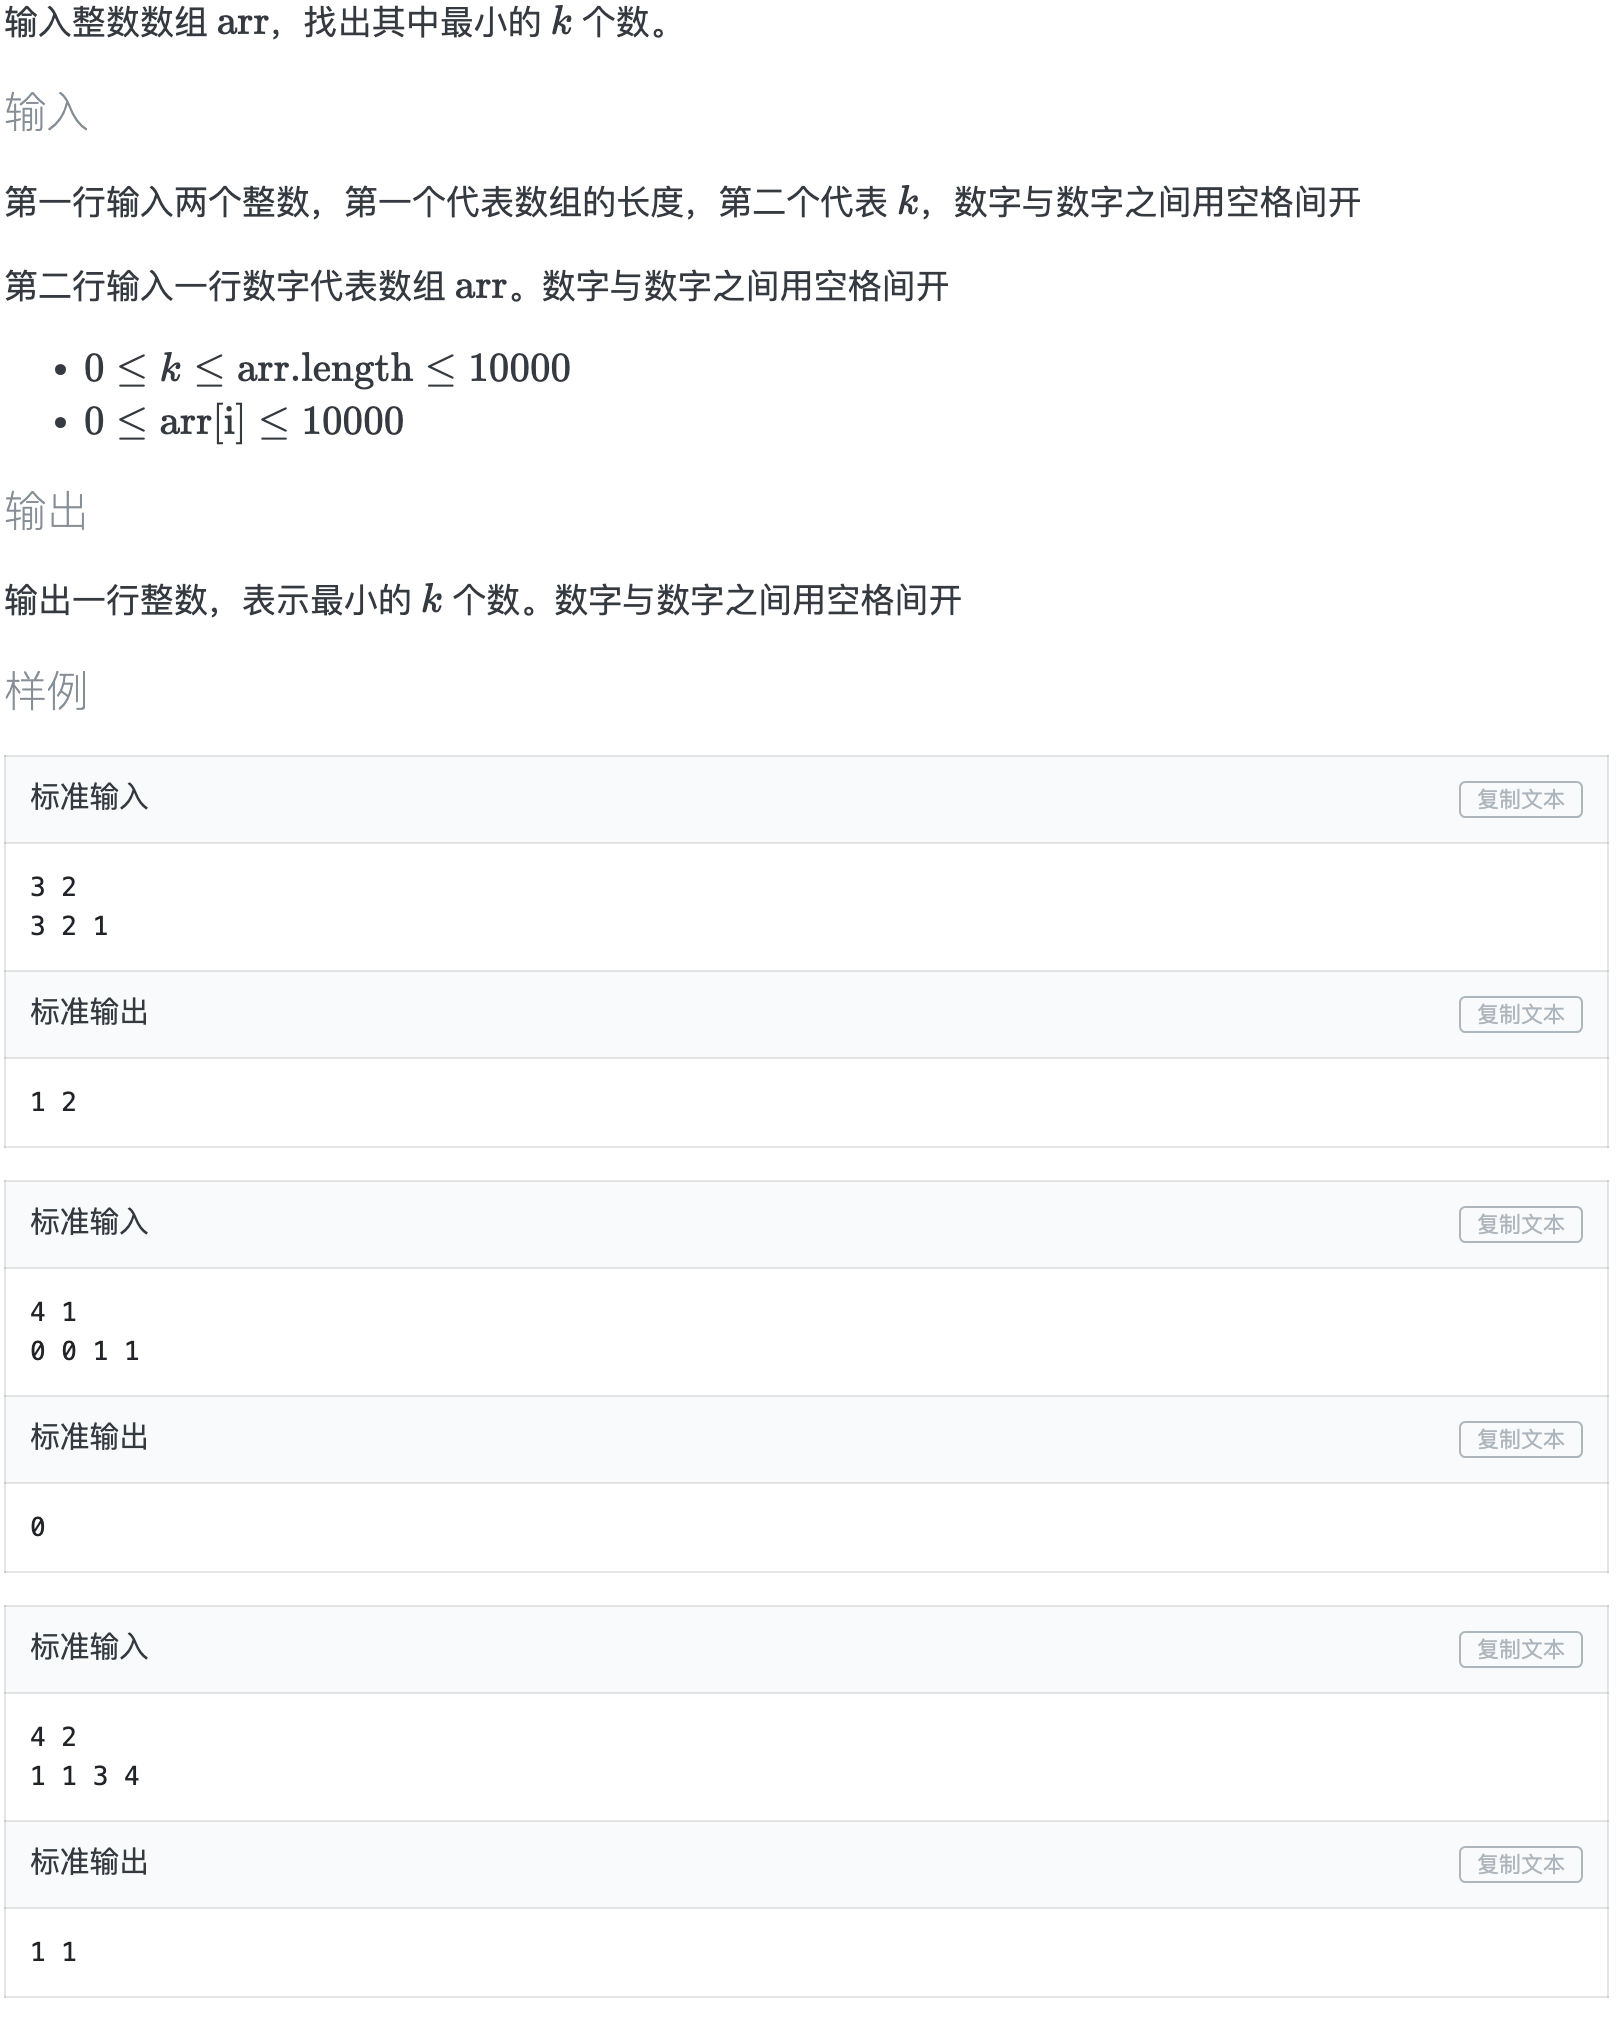 输入整数数组 arr，找出其中最小的 k 个数。
输入
第一行输入两个整数，第一个代表数组的长度，第二个代表 k，数字与数字之间用空格间开
第二行输入一行数字代表数组 arr。数字与数字之间用空格间开
• 0 ≤ k ≤ arr.length ≤ 10000
• 0 ≤ arr[i] ≤ 10000
输出
输出一行整数，表示最小的 k 个数。数字与数字之间用空格间开
样例
标准输入 复制文本
3 2
3 2 1
标准输出 复制文本
1 2
标准输入 复制文本
4 1
0 0 1 1
标准输出 复制文本
0
标准输入 复制文本
4 2
1 1 3 4
标准输出 复制文本
1 1